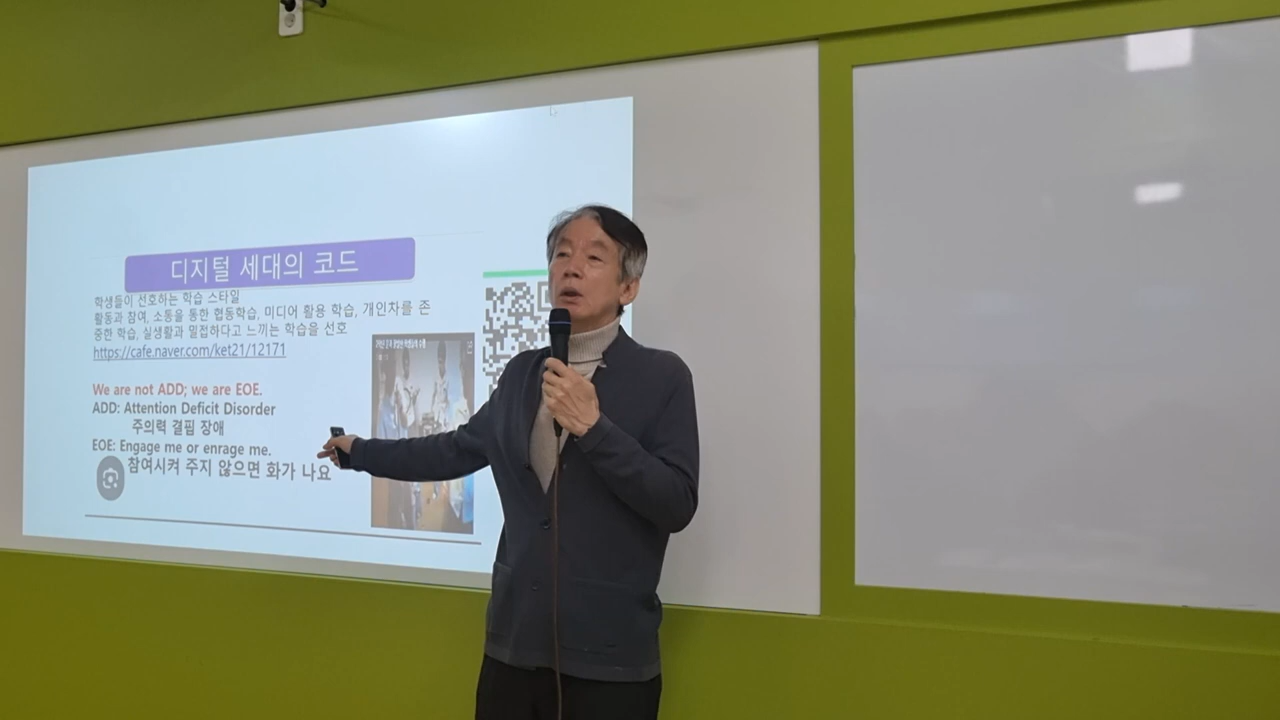 디지털 세대의 코드
학생들이 선호하는 학습 스타일
활동과 참여, 소통을 통한 협동학습, 미디어 활용 학습, 개인차를 존
중한 학습, 실생활과 밀접하다고 느끼는 학습을 선호
https://cafe.naver.com/ket21/12171
We are not ADD; we are EOE.
ADD: Attention Deficit Disorder
주의력 결핍 장애
EOE: Engage me or enrage me.
참여시켜 주지 않으면 화가 나요